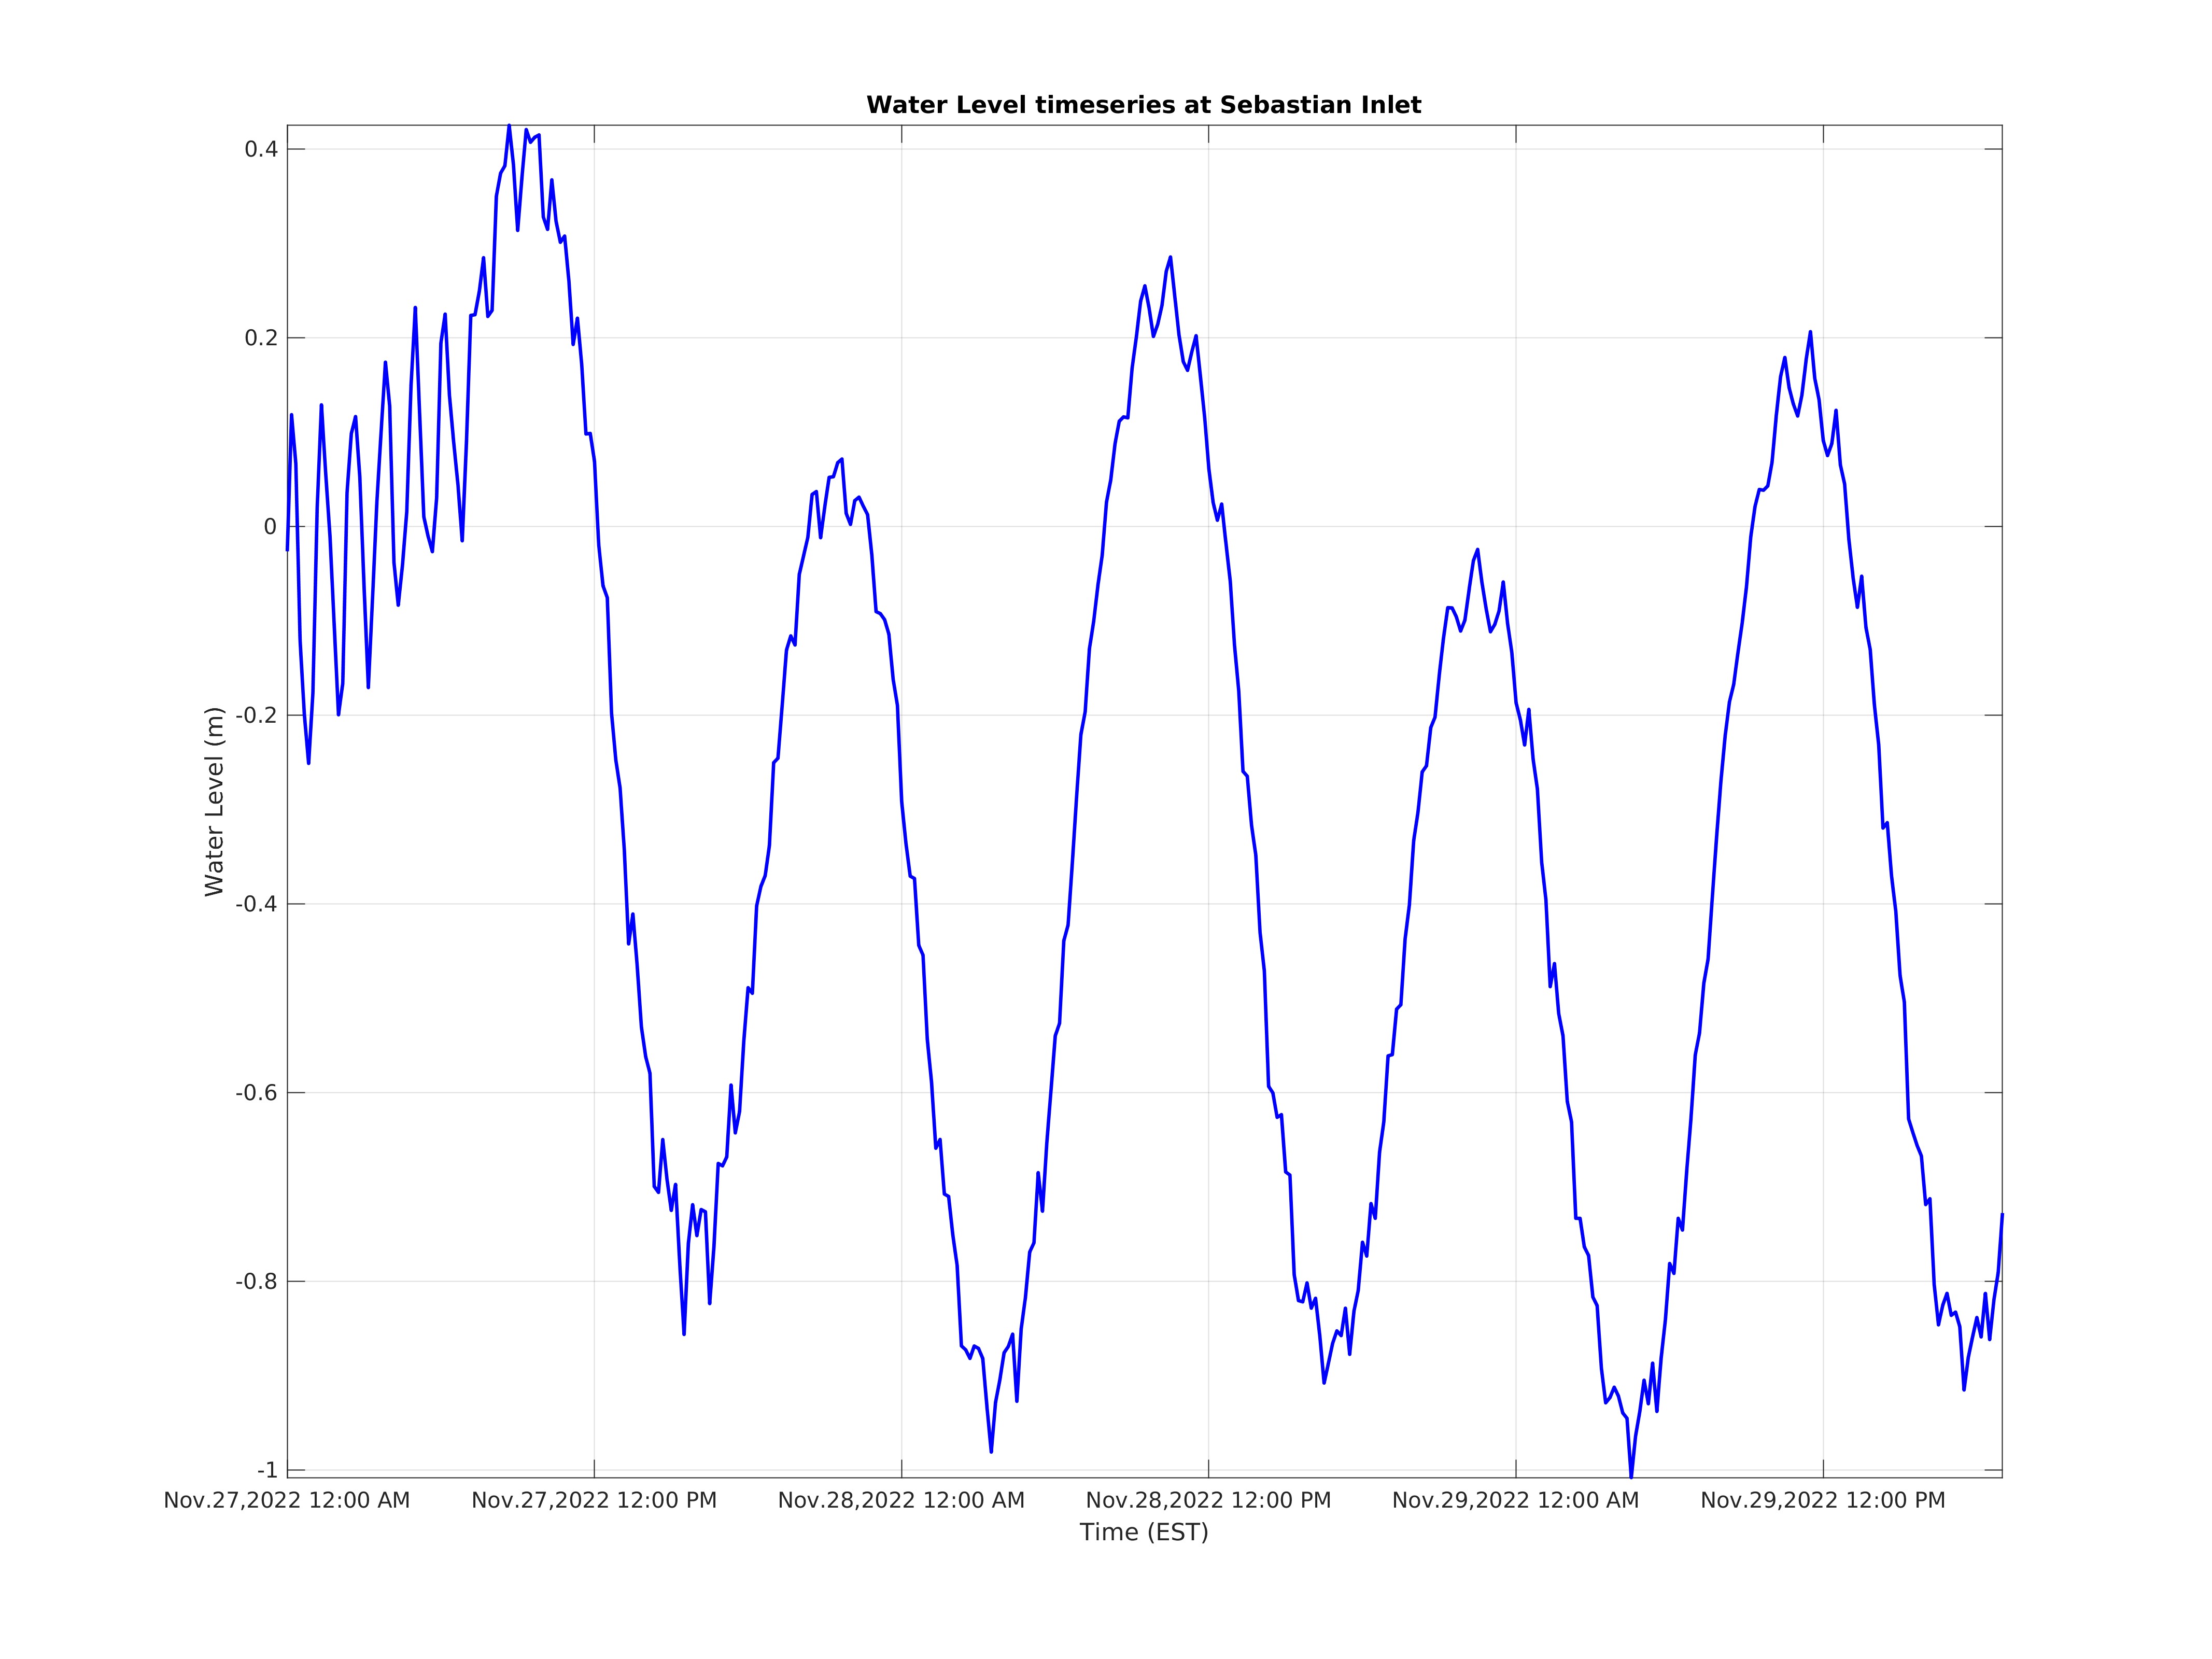 Water Level timeseries at Sebastian Inlet
0.4
0.2
0
-0.2
-0.4
-0.6
-0.8
-1
Water Level (m)
Nov.27,2022 12:00 AM
Nov.27,2022 12:00 PM
Nov.28,2022 12:00 AM
Nov.28,2022 12:00 PM
Nov.29,2022 12:00 AM
Nov.29,2022 12:00 PM
Time (EST)